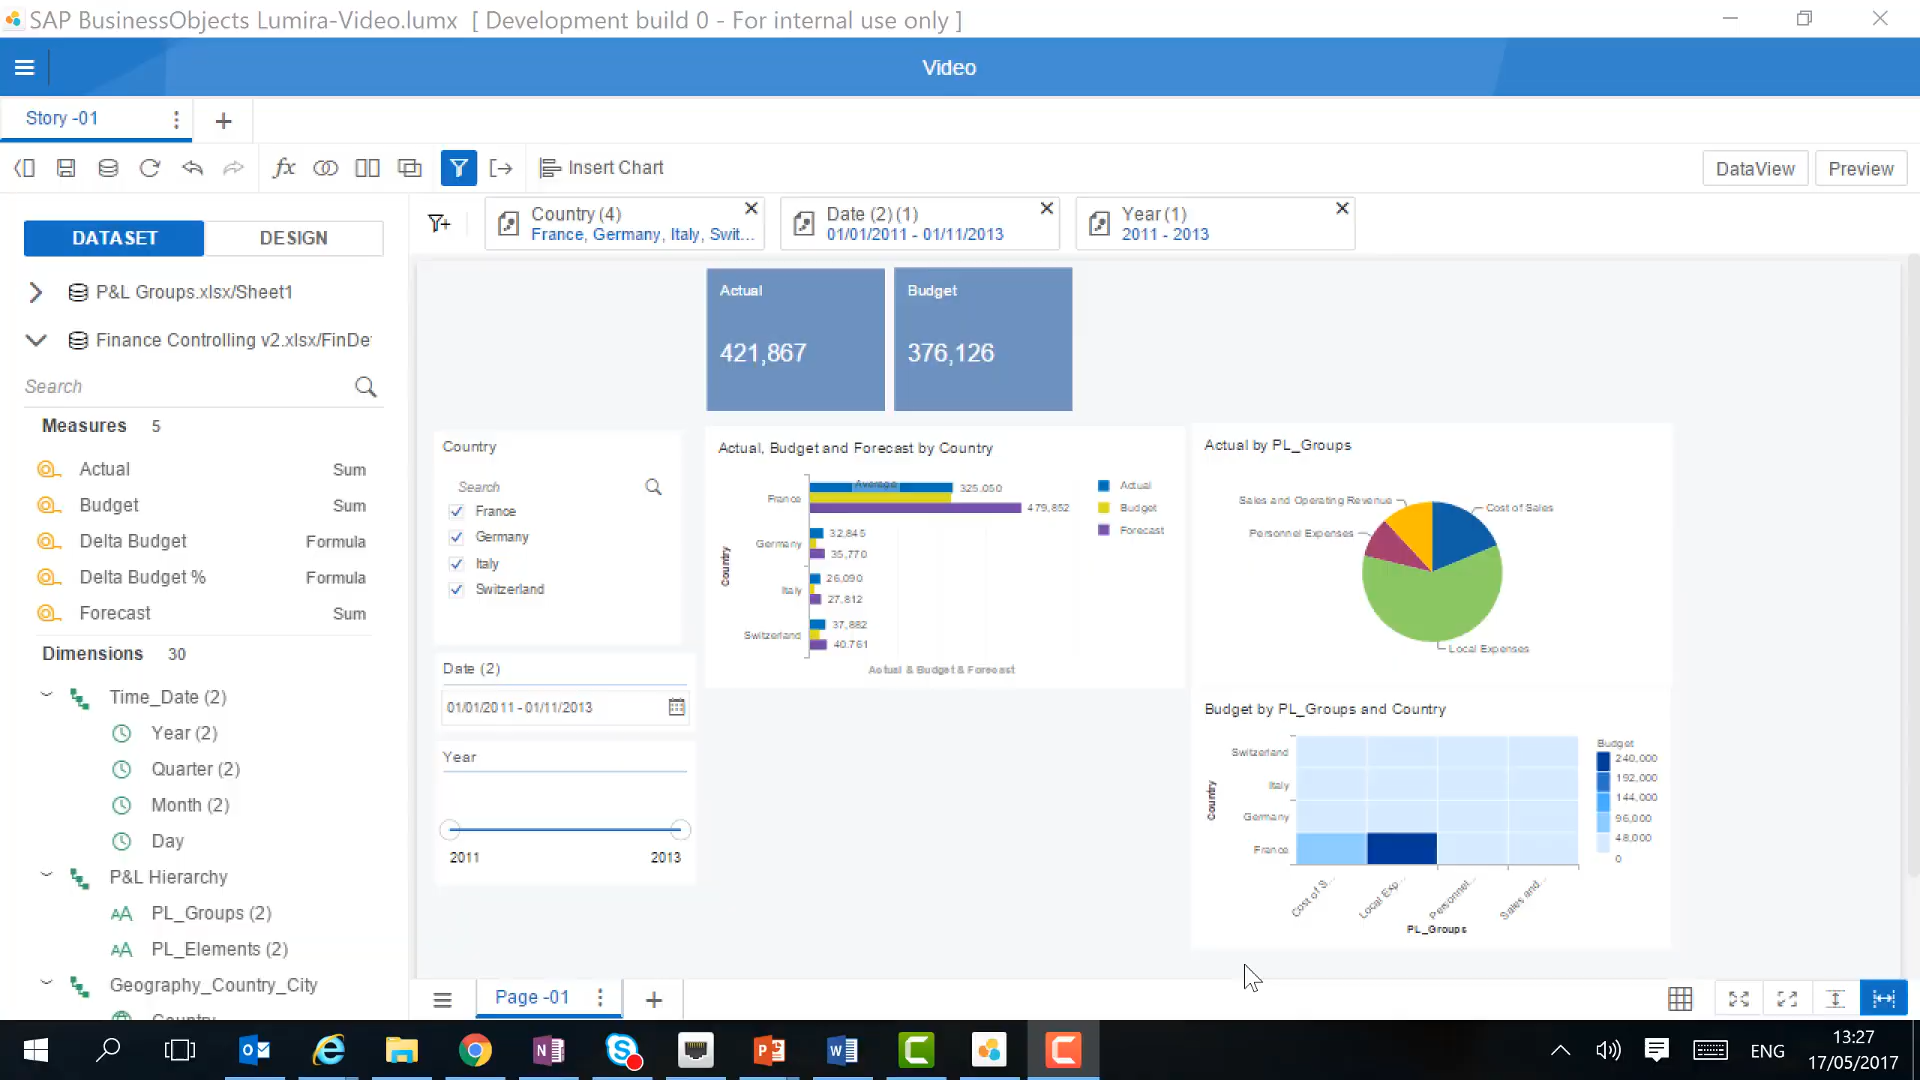 SAP BusinessObjects Lumira-Video.lumx [ Development build 0 - For internal use only ]
Video
Story -01
Insert Chart
DataView
Preview
Country (4)
France, Germany, Italy, Swit...
Date (2) (1)
01/01/2011 - 01/11/2013
Year (1)
2011 - 2013
DATASET
DESIGN
P&L Groups.xlsx/Sheet1
Finance Controlling v2.xlsx/FinDe
Search
Measures 5
Actual Sum
Budget Sum
Delta Budget Formula
Delta Budget % Formula
Forecast Sum
Dimensions 30
Time_Date (2)
Year (2)
Quarter (2)
Month (2)
Day
P&L Hierarchy
PL_Groups (2)
PL_Elements (2)
Geography_Country_City
Country
Actual
421,867
Budget
376,126
Country
Search
France
Germany
Italy
Switzerland
Date (2)
01/01/2011 - 01/11/2013
Year
2011
2013
Actual, Budget and Forecast by Country
Average
France
325,050
479,852
Germany
32,845
35,770
Italy
26,090
27,812
Switzerland
37,882
40,761
Country
Actual & Budget & Forecast
Actual
Budget
Forecast
Actual by PL_Groups
Sales and Operating Revenue
Cost of Sales
Personnel Expenses
Local Expenses
Budget by PL_Groups and Country
Switzerland
Italy
Germany
France
Country
Cost of S...
Local Exp...
Personnel...
Sales and...
PL_Groups
Budget
240,000
192,000
144,000
96,000
48,000
0
Page -01
ENG
13:27
17/05/2017